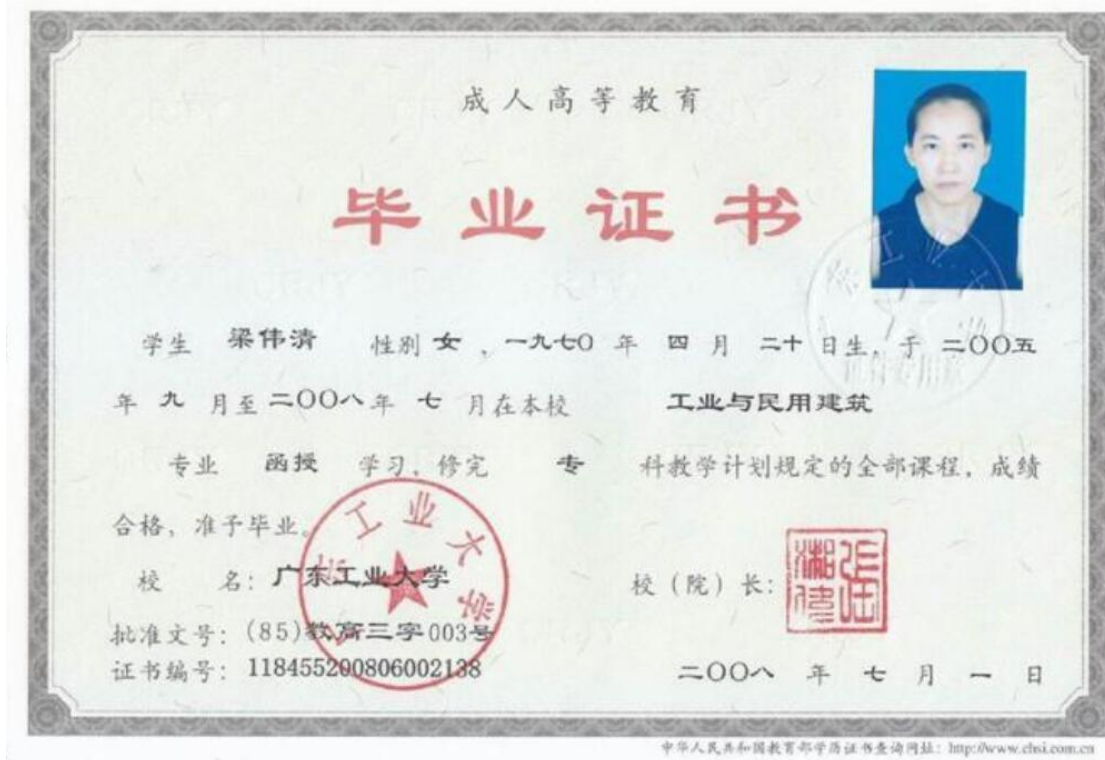 成人高等教育
毕业证书
学生 梁伟清 性别 女 ，一九七〇 年 四 月 二十 日生，于 二〇〇五
年 九 月至 二〇〇八 年 七 月在本校 工业与民用建筑
专业 函授 学习，修完 专 科教学计划规定的全部课程，成绩
合格，准予毕业。
校 名：广东工业大学
校（院）长：
批准文号：(85)教高三字003号
证书编号：118455200806002138
二〇〇八 年 七 月 一 日
中华人民共和国教育部学历证书查询网址：http://www.chsi.com.cn